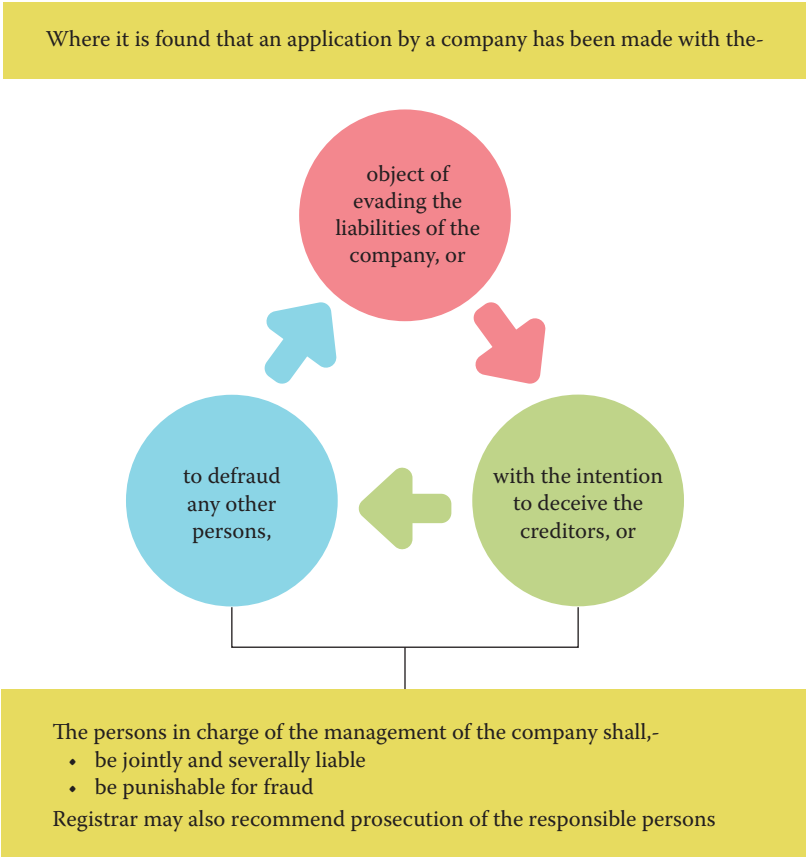 Where it is found that an application by a company has been made with the-
object of
evading the
liabilities of the
company, or
with the intention
to deceive the
creditors, or
to defraud
any other
persons,
The persons in charge of the management of the company shall,-
• be jointly and severally liable
• be punishable for fraud
Registrar may also recommend prosecution of the responsible persons